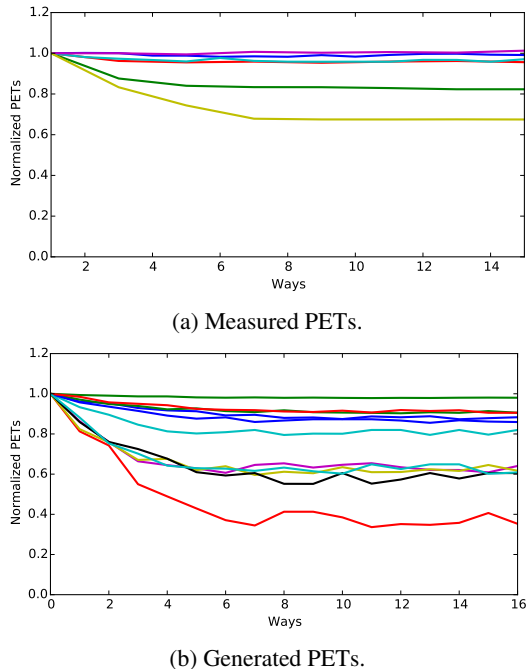 1.2
1.0
0.8
0.6
0.4
0.2
0.0
Normalized PETs
2 4 6 8 10 12 14
Ways
(a) Measured PETs.
1.2
1.0
0.8
0.6
0.4
0.2
0.0
Normalized PETs
0 2 4 6 8 10 12 14 16
Ways
(b) Generated PETs.